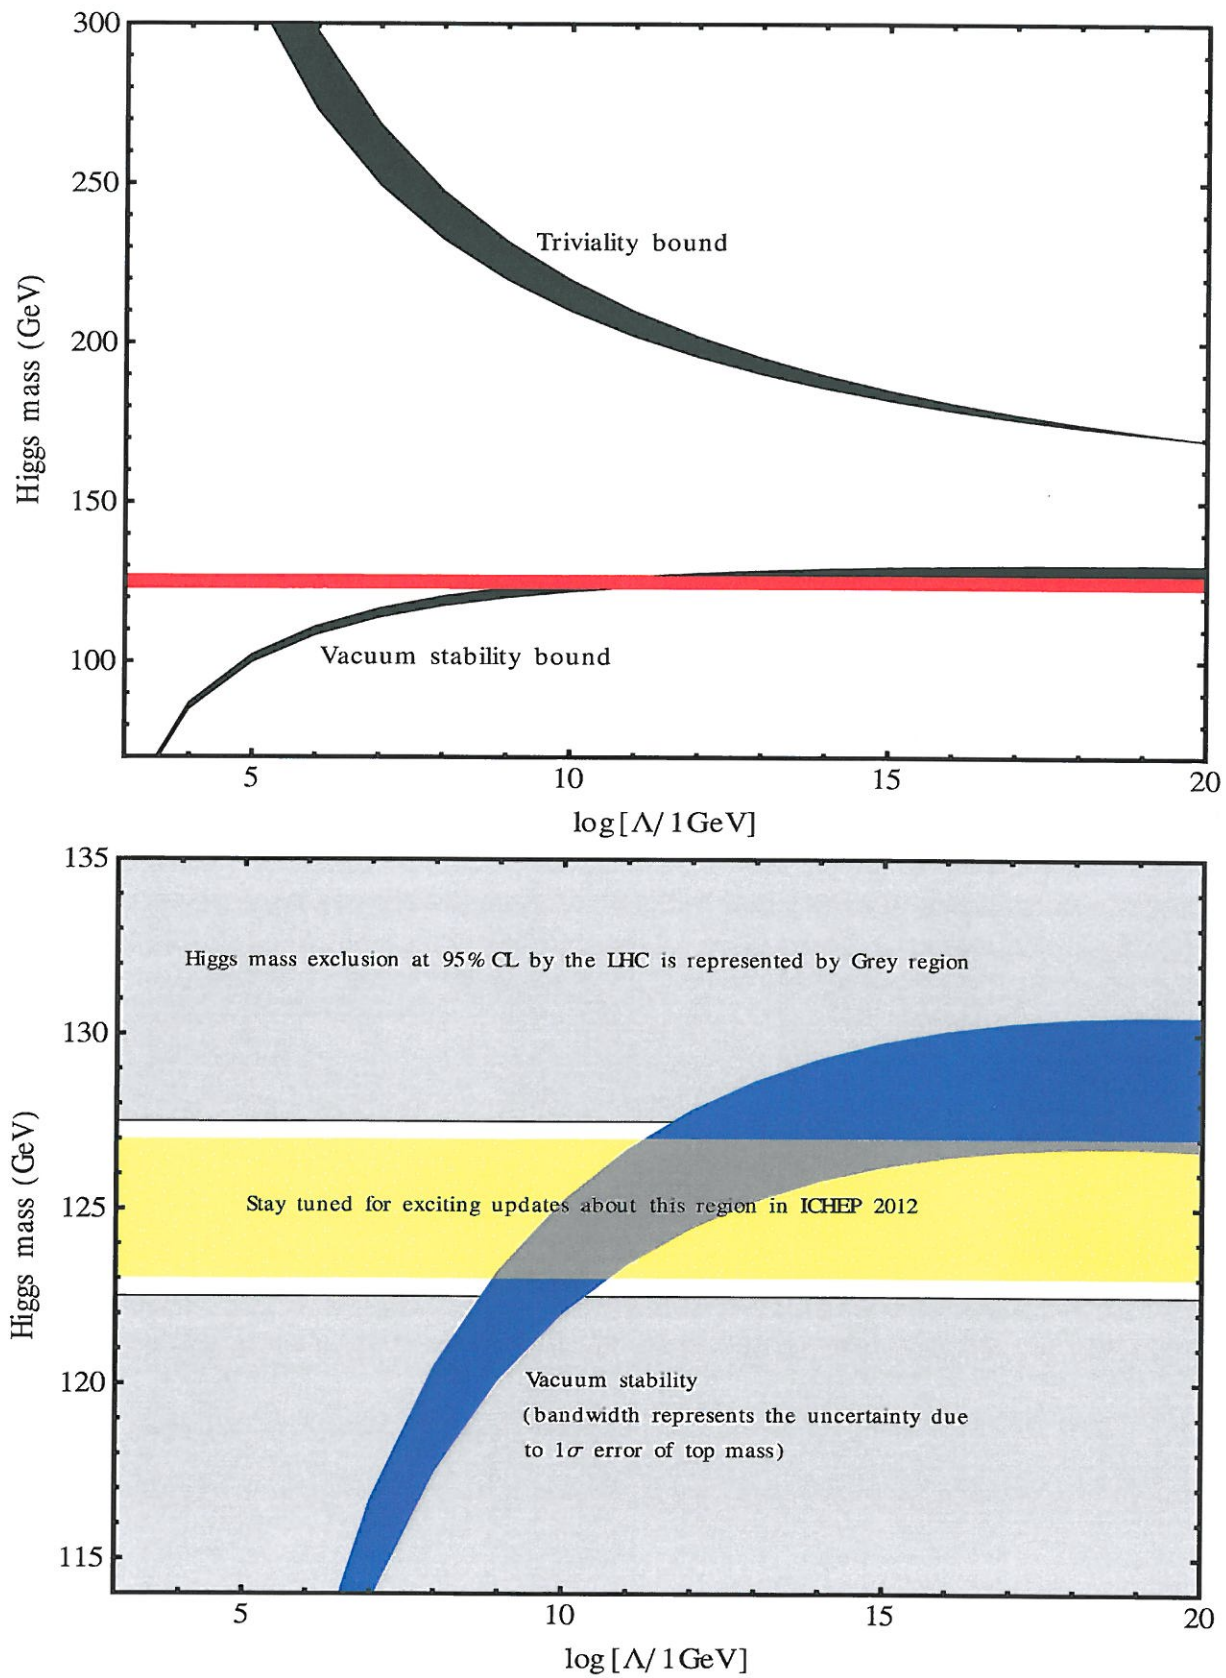 300
250
200
150
100
Higgs mass (GeV)
Triviality bound
Vacuum stability bound
5
10
15
20
log[Λ/1GeV]
135
130
125
120
115
Higgs mass (GeV)
Higgs mass exclusion at 95% CL by the LHC is represented by Grey region
Stay tuned for exciting updates about this region in ICHEP 2012
Vacuum stability
(bandwidth represents the uncertainty due
to 1σ error of top mass)
5
10
15
20
log[Λ/1GeV]